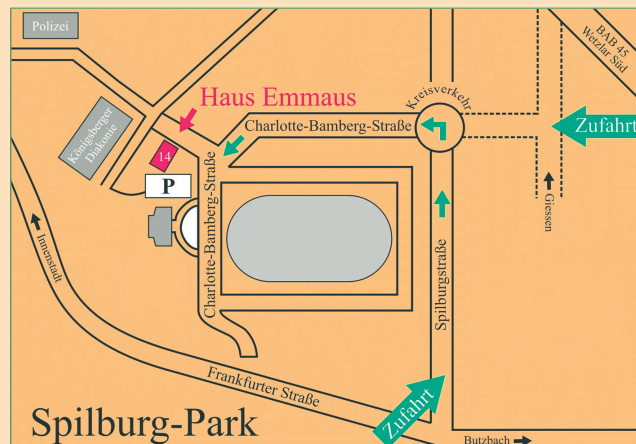 Polizei
BAB 45
Wetzlar Süd
Haus Emmaus
Kreisverkehr
Charlotte-Bamberg-Straße
Zufahrt
Königsberger
Diakonie
14
P
Charlotte-Bamberg-Straße
Giessen
Innenstadt
Spilburgstraße
Frankfurter Straße
Zufahrt
Spilburg-Park
Butzbach